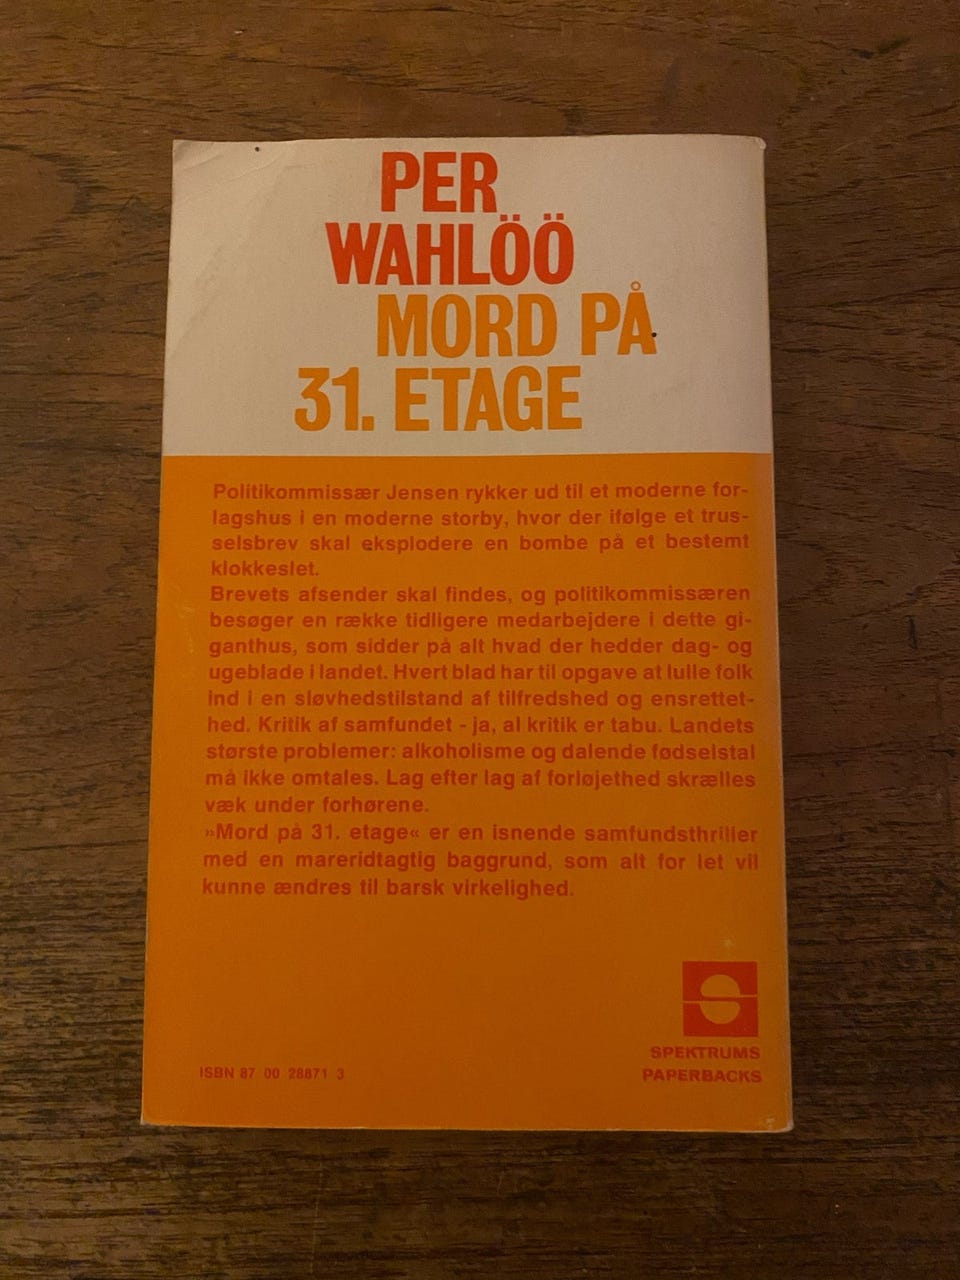 PER
WAHLÖÖ
MORD PÅ
31. ETAGE
Politikommissær Jensen rykker ud til et moderne for-
lagshus i en moderne storby, hvor der ifølge et trus-
selsbrev skal eksplodere en bombe på et bestemt
klokkeslet.
Brevets afsender skal findes, og politikommissæren
besøger en række tidligere medarbejdere i dette gi-
ganthus, som sidder på alt hvad der hedder dag- og
ugeblade i landet. Hvert blad har til opgave at lulle folk
ind i en sløvhedstilstand af tilfredshed og ensrettet-
hed. Kritik af samfundet - ja, al kritik er tabu. Landets
største problemer: alkoholisme og dalende fødselstal
må ikke omtales. Lag efter lag af forløjethed skrælles
væk under forhørene.
»Mord på 31. etage« er en isnende samfundsthriller
med en mareridtagtig baggrund, som alt for let vil
kunne ændres til barsk virkelighed.
SPEKTRUMS
PAPERBACKS
ISBN 87 00 28871 3